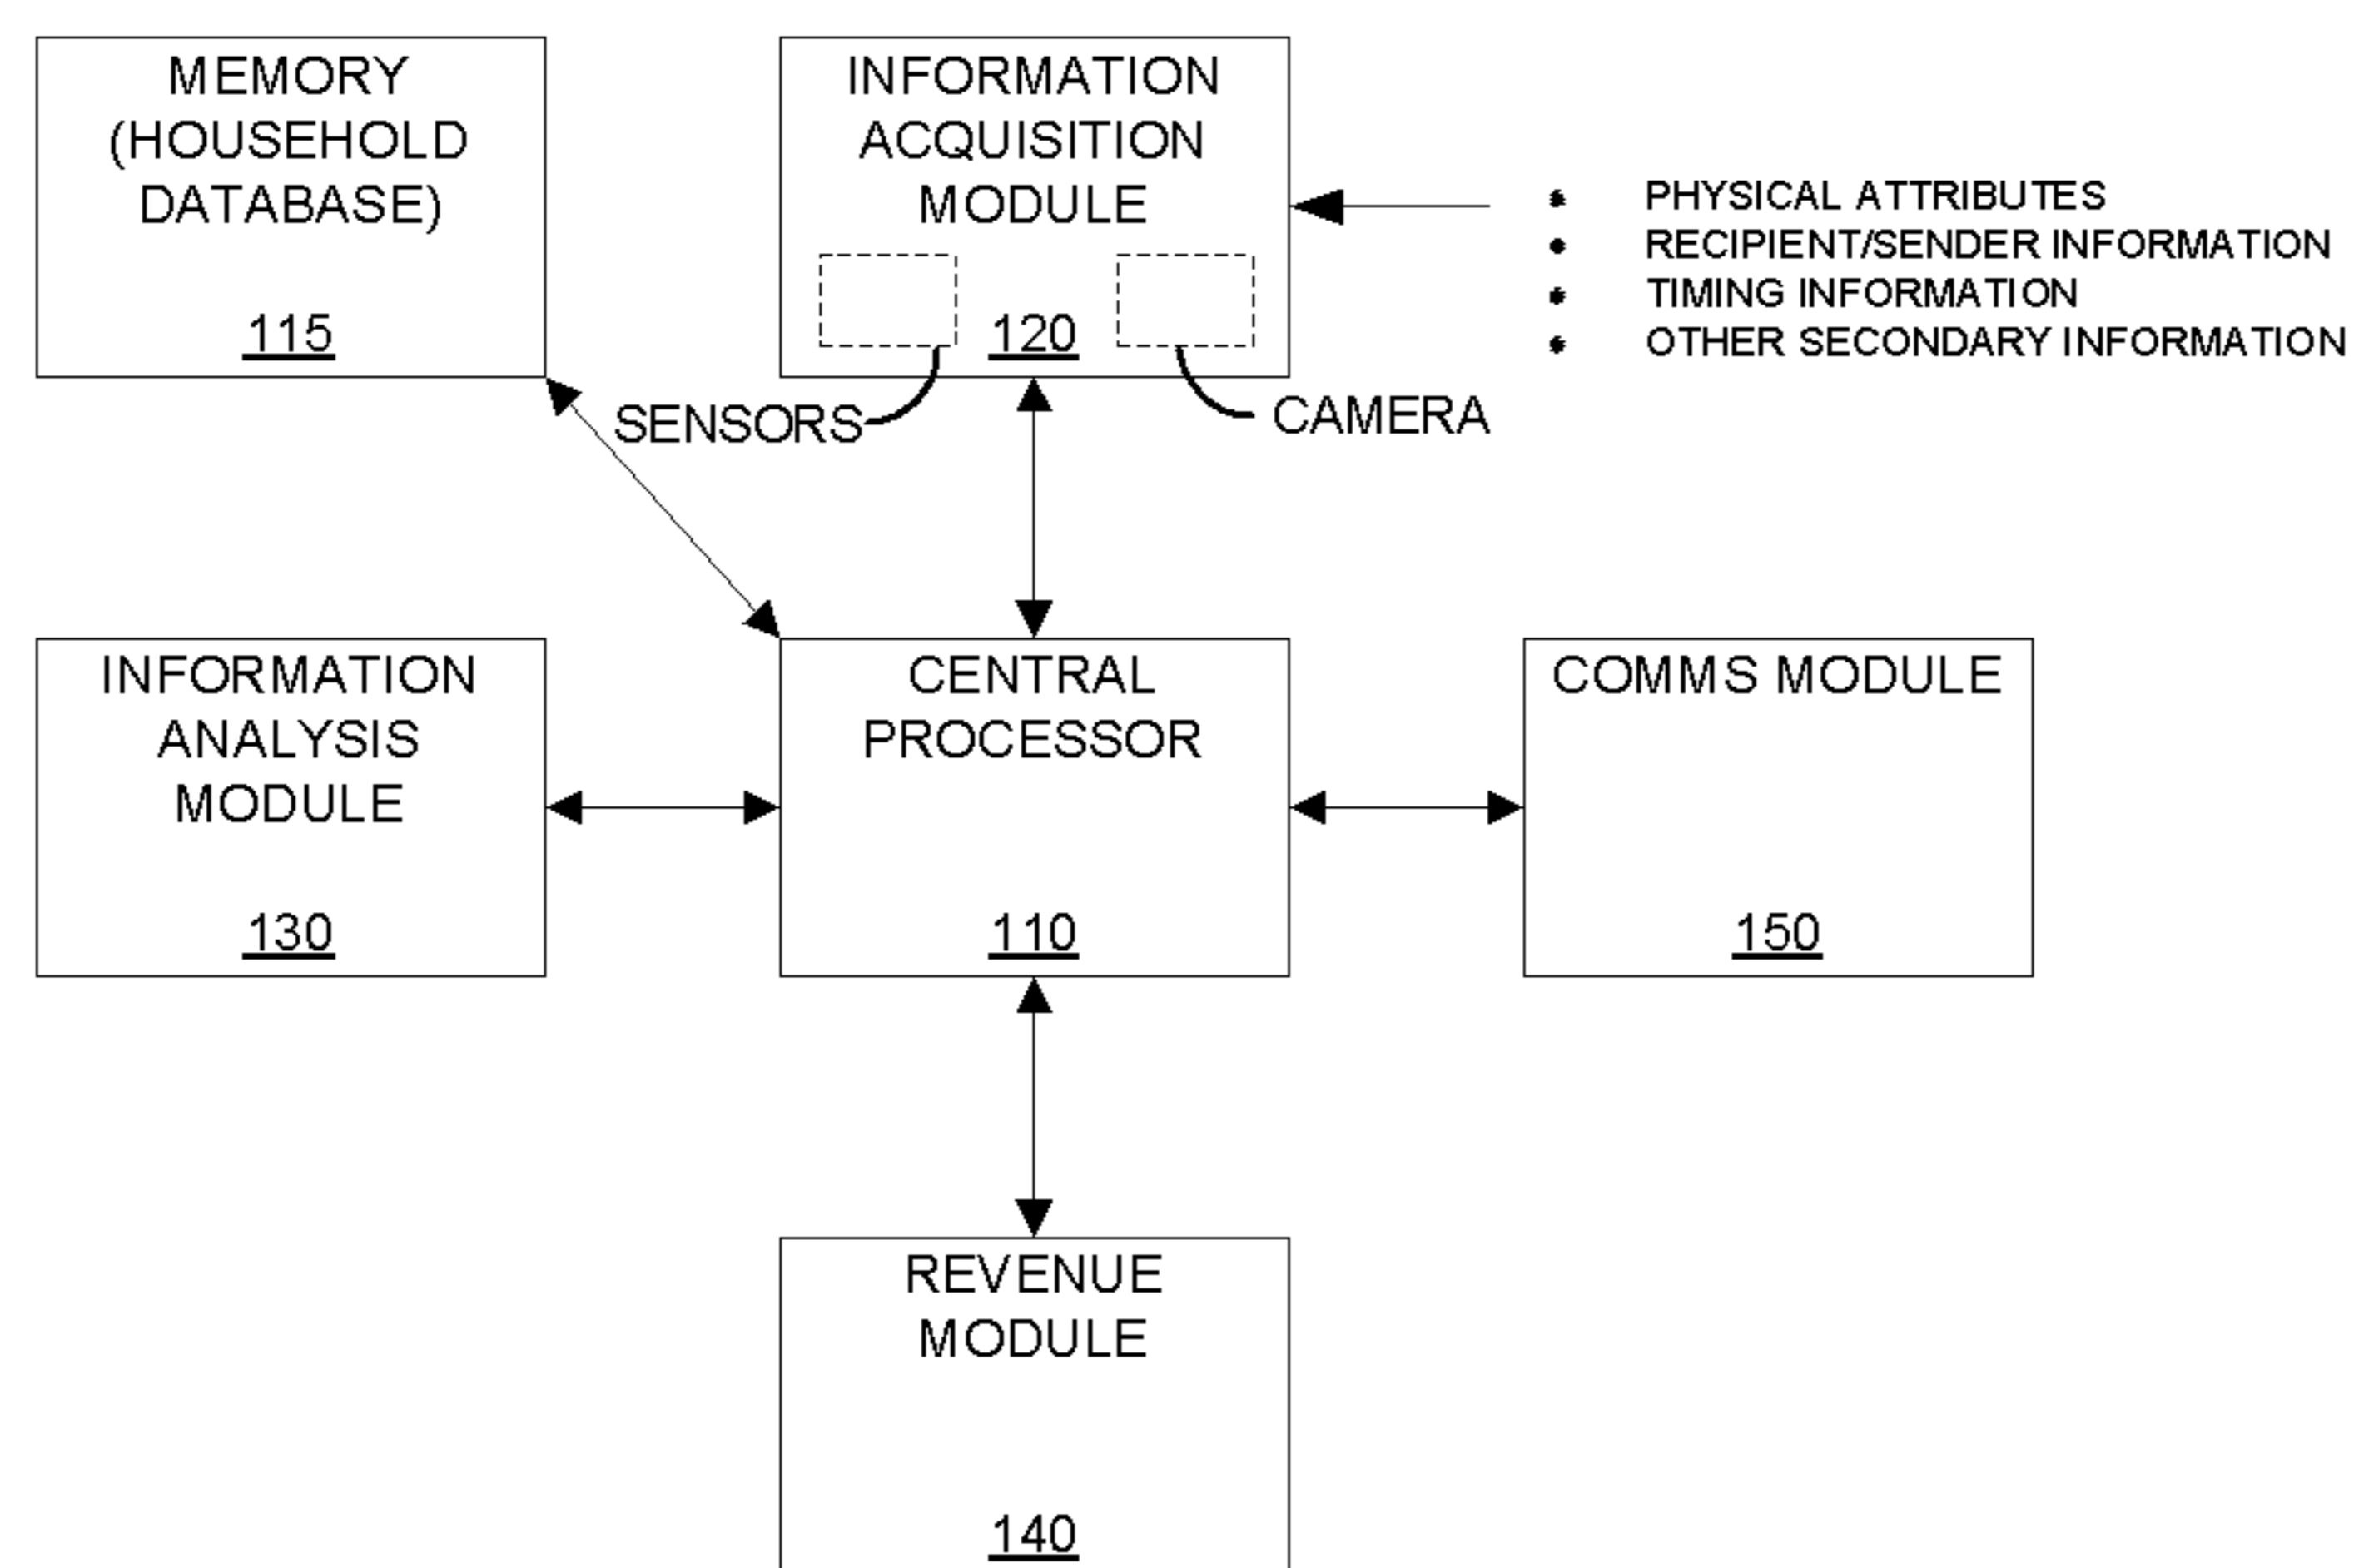 MEMORY
(HOUSEHOLD
DATABASE)
115
INFORMATION
ACQUISITION
MODULE
120
SENSORS
CAMERA
• PHYSICAL ATTRIBUTES
• RECIPIENT/SENDER INFORMATION
• TIMING INFORMATION
• OTHER SECONDARY INFORMATION
INFORMATION
ANALYSIS
MODULE
130
CENTRAL
PROCESSOR
110
COMMS MODULE
150
REVENUE
MODULE
140